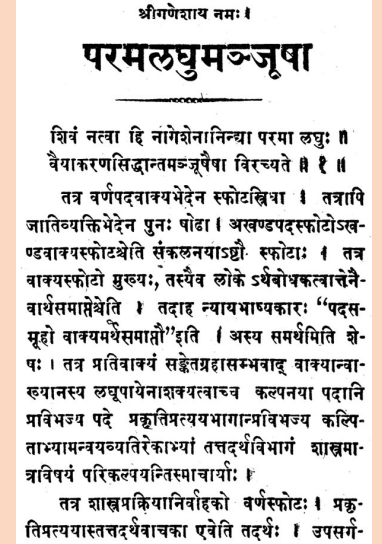 श्रीगणेशाय नमः ।
परमलघुमञ्जूषा
शिवं नत्वा हि नागेशेनानिन्द्या परमा लघुः ॥
वैयाकरणसिद्धान्तमञ्जूषैषा विरच्यते ॥ १ ॥
तत्र वर्णपदवाक्यभेदेन स्फोटस्त्रिधा । तत्रापि
जातिव्यक्तिभेदेन पुनः षोढा । अखण्डपदस्फोटोऽख-
ण्डवाक्यस्फोटश्चेति संकलनयाऽष्टौ स्फोटाः । तत्र
वाक्यस्फोटो मुख्यः, तस्यैव लोके ऽर्थबोधकत्वात्तेनै-
वार्थसमाप्तेश्चेति । तदाह न्यायभाष्यकारः “पदस-
मूहो वाक्यमर्थसमाप्तौ”इति । अस्य समर्थमिति शे-
षः । तत्र प्रतिवाक्यं सङ्केतग्रहासम्भवाद् वाक्यान्वा-
ख्यानस्य लघूपायेनाशक्यत्वाच्च कल्पनया पदानि
प्रविभज्य पदे प्रकृतिप्रत्ययभागान्प्रविभज्य कल्पि-
ताभ्यामन्वयव्यतिरेकाभ्यां तत्तदर्थविभागं शास्त्रमा-
त्रविषयं परिकल्पयन्तिस्माचार्याः ।
तत्र शास्त्रप्रक्रियानिर्वाहको वर्णस्फोटः । प्रकृ-
तिप्रत्ययास्तत्तदर्थवाचका एवेति तदर्थः । उपसर्ग-